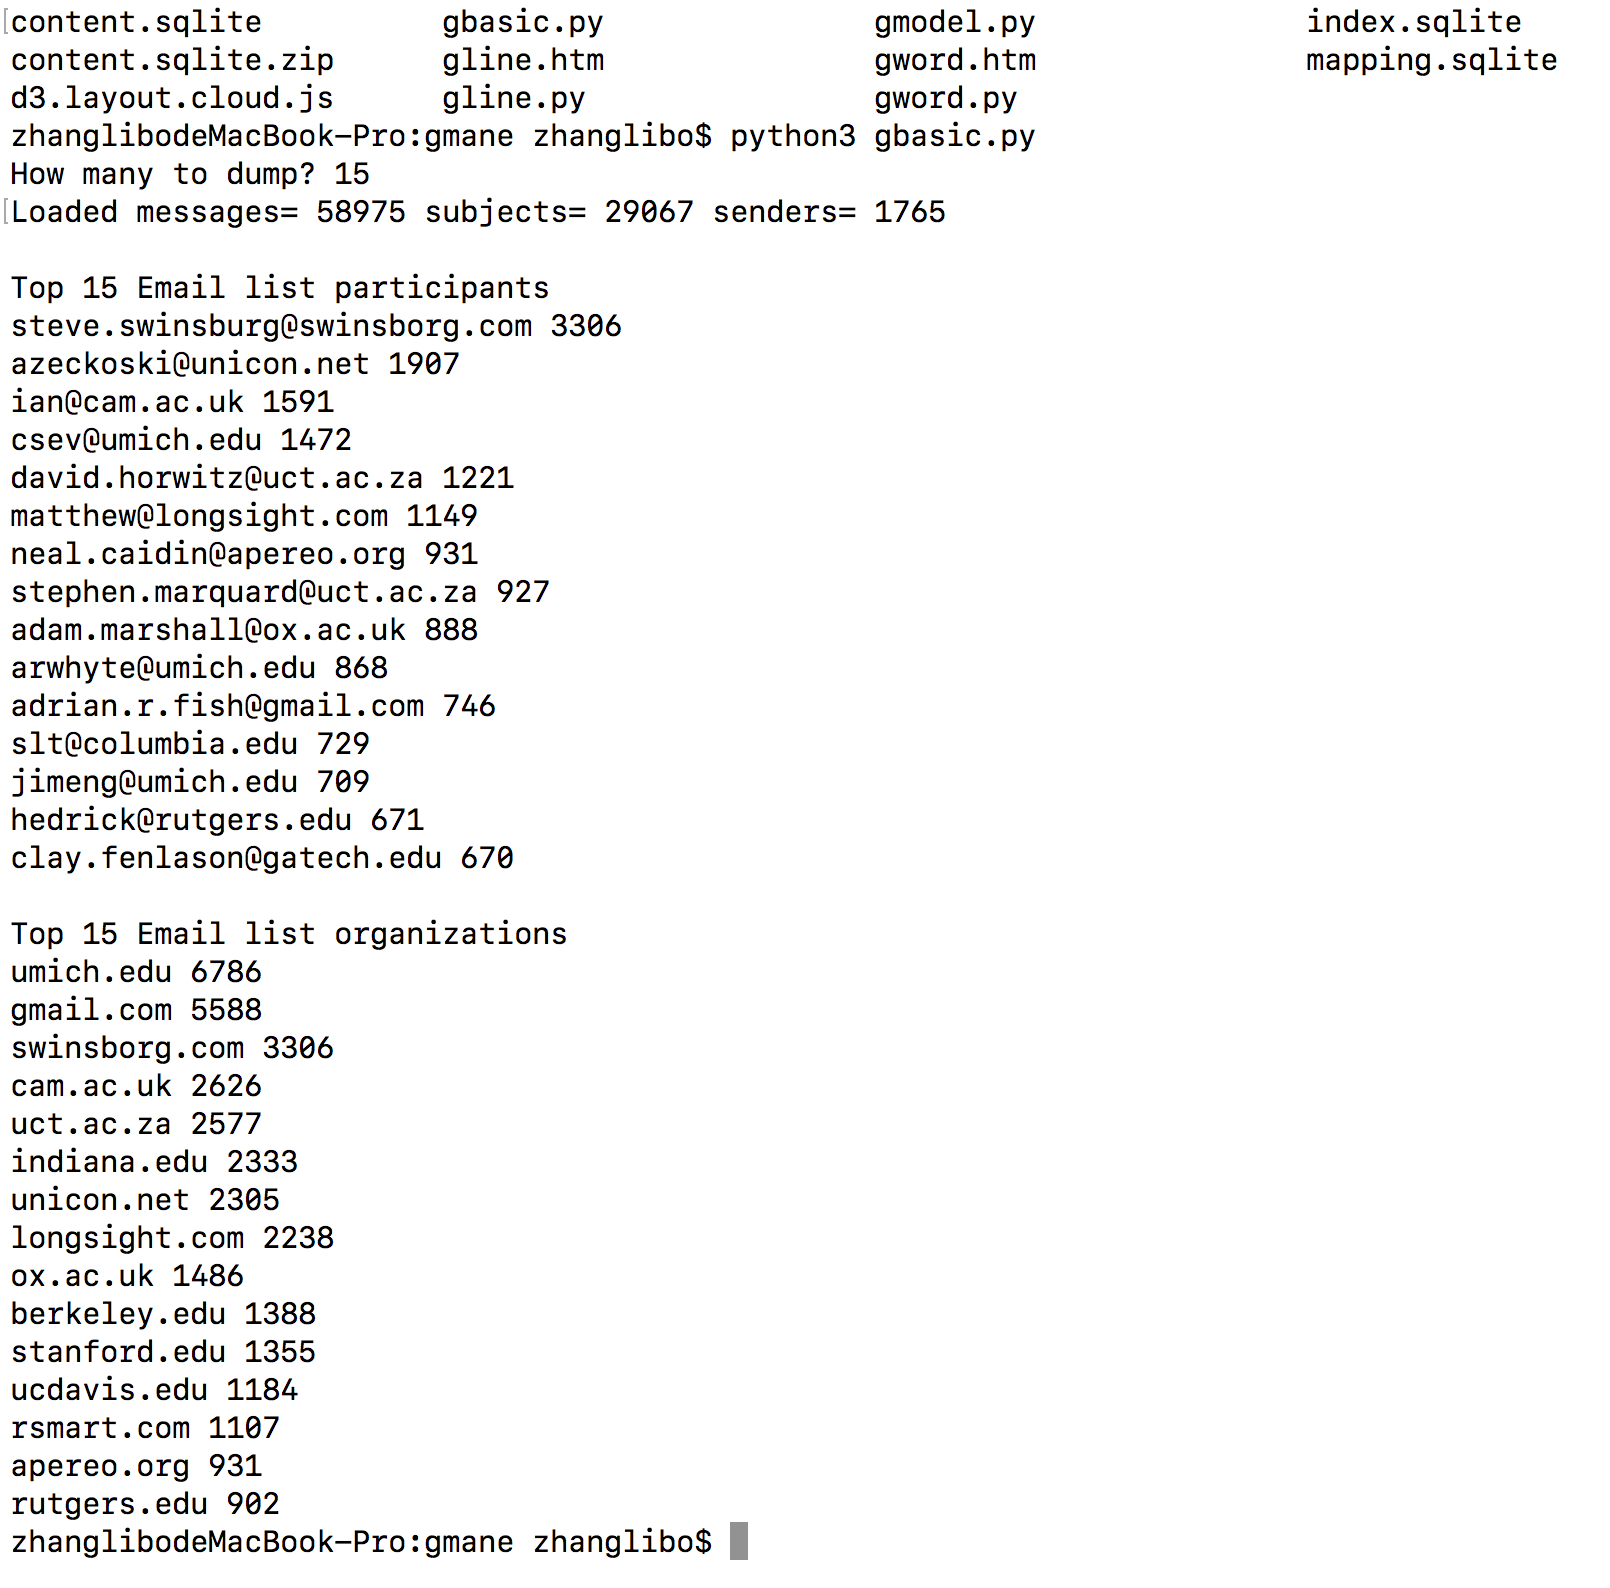 content.sqlite gbasic.py gmodel.py index.sqlite
content.sqlite.zip gline.htm gword.htm mapping.sqlite
d3.layout.cloud.js gline.py gword.py
zhanglibodeMacBook-Pro:gmane zhanglibo$ python3 gbasic.py
How many to dump? 15
Loaded messages= 58975 subjects= 29067 senders= 1765
Top 15 Email list participants
steve.swinsburg@swinsborg.com 3306
azeckoski@unicon.net 1907
ian@cam.ac.uk 1591
csev@umich.edu 1472
david.horwitz@uct.ac.za 1221
matthew@longsight.com 1149
neal.caidin@apereo.org 931
stephen.marquard@uct.ac.za 927
adam.marshall@ox.ac.uk 888
arwhyte@umich.edu 868
adrian.r.fish@gmail.com 746
slt@columbia.edu 729
jimeng@umich.edu 709
hedrick@rutgers.edu 671
clay.fenlason@gatech.edu 670
Top 15 Email list organizations
umich.edu 6786
gmail.com 5588
swinsborg.com 3306
cam.ac.uk 2626
uct.ac.za 2577
indiana.edu 2333
unicon.net 2305
longsight.com 2238
ox.ac.uk 1486
berkeley.edu 1388
stanford.edu 1355
ucdavis.edu 1184
rsmart.com 1107
apereo.org 931
rutgers.edu 902
zhanglibodeMacBook-Pro:gmane zhanglibo$